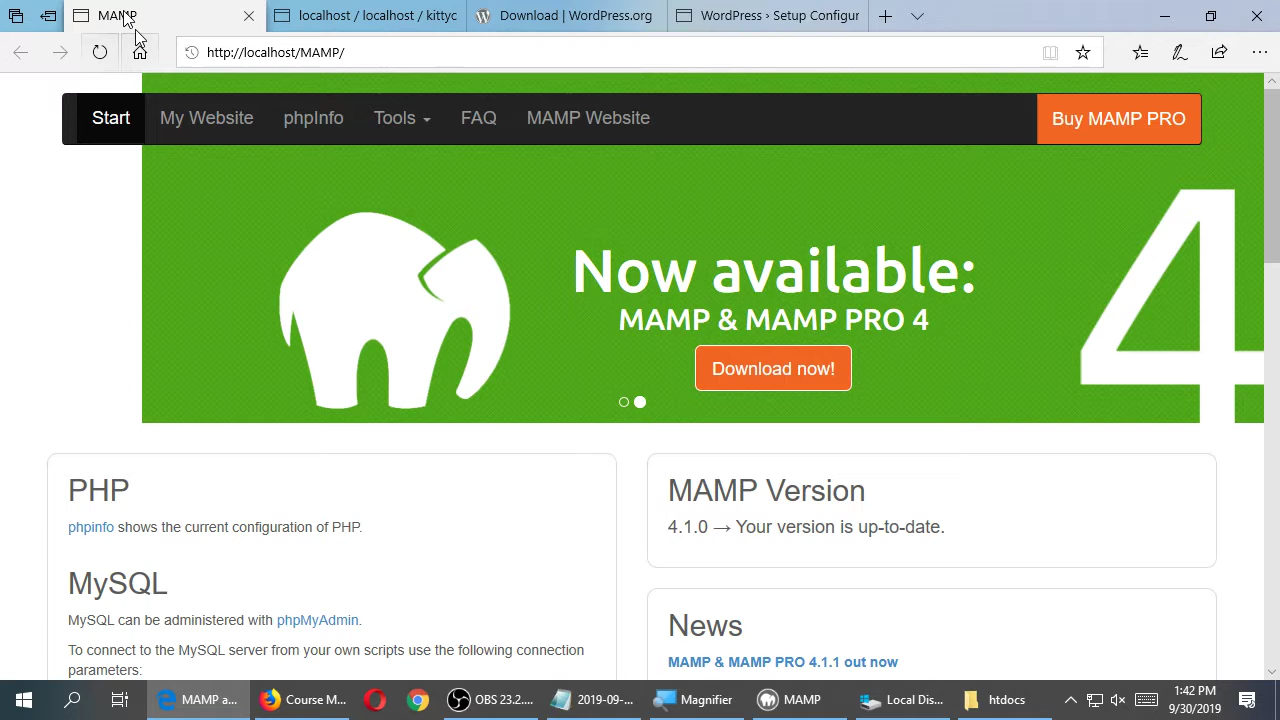 MAMP
localhost / localhost / kittyc
Download | WordPress.org
WordPress › Setup Configur
http://localhost/MAMP/
Start
My Website
phpInfo
Tools
FAQ
MAMP Website
Buy MAMP PRO
Now available:
MAMP & MAMP PRO 4
Download now!
4
PHP
phpinfo shows the current configuration of PHP.
MySQL
MySQL can be administered with phpMyAdmin.
To connect to the MySQL server from your own scripts use the following connection
parameters:
MAMP Version
4.1.0 → Your version is up-to-date.
News
MAMP & MAMP PRO 4.1.1 out now
MAMP a...
Course M...
OBS 23.2...
2019-09-...
Magnifier
MAMP
Local Dis...
htdocs
1:42 PM
9/30/2019